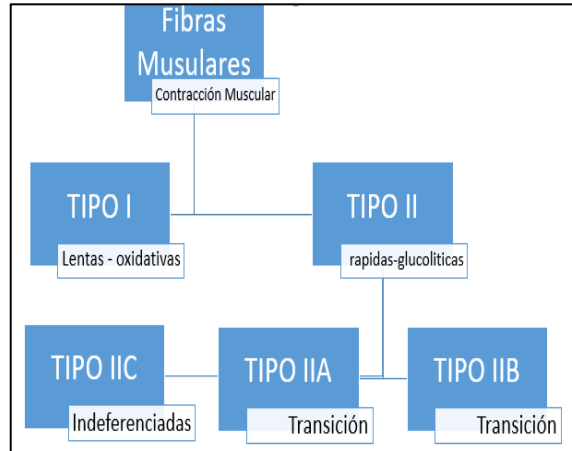 Fibras
Musulares
Contracción Muscular
TIPO I
Lentas - oxidativas
TIPO II
rapidas-glucoliticas
TIPO IIC
Indeferenciadas
TIPO IIA
Transición
TIPO IIB
Transición